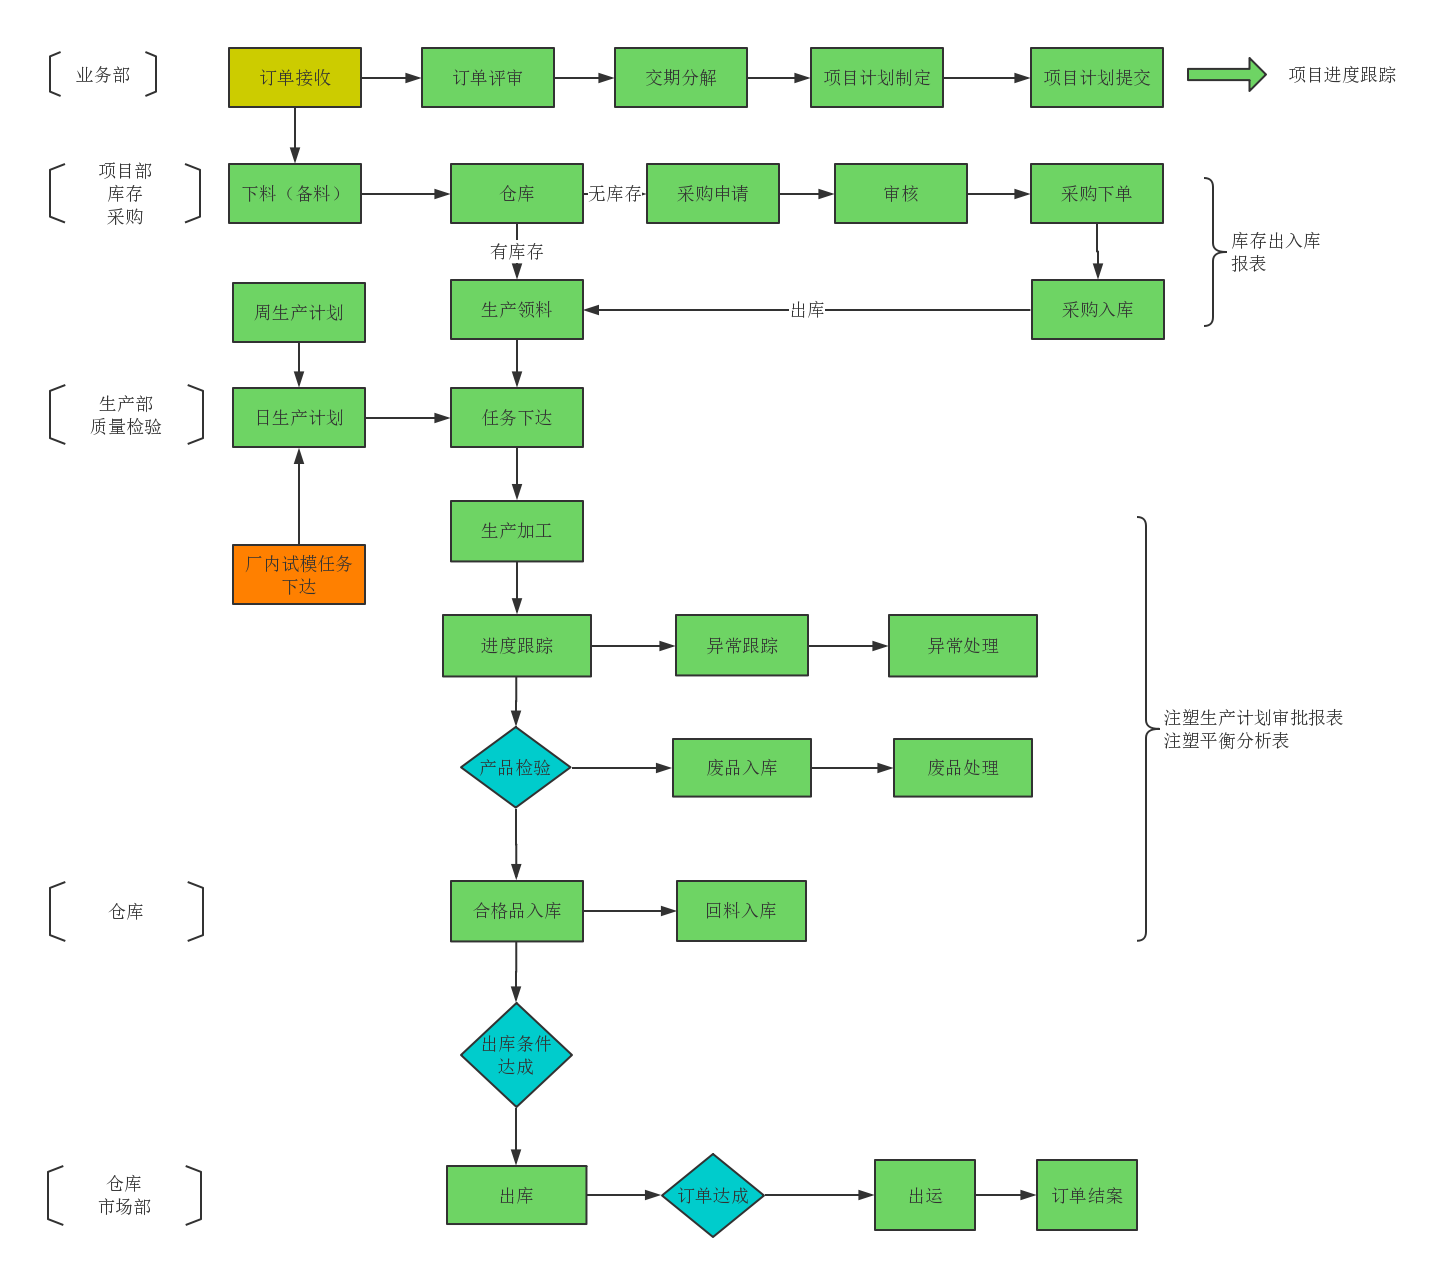 业务部
订单接收
订单评审
交期分解
项目计划制定
项目计划提交
项目进度跟踪
项目部
库存
采购
下料（备料）
仓库
无库存
采购申请
审核
采购下单
有库存
库存出入库
报表
周生产计划
生产领料
出库
采购入库
生产部
质量检验
日生产计划
任务下达
生产加工
厂内试模任务
下达
进度跟踪
异常跟踪
异常处理
注塑生产计划审批报表
注塑平衡分析表
产品检验
废品入库
废品处理
仓库
合格品入库
回料入库
出库条件
达成
仓库
市场部
出库
订单达成
出运
订单结案